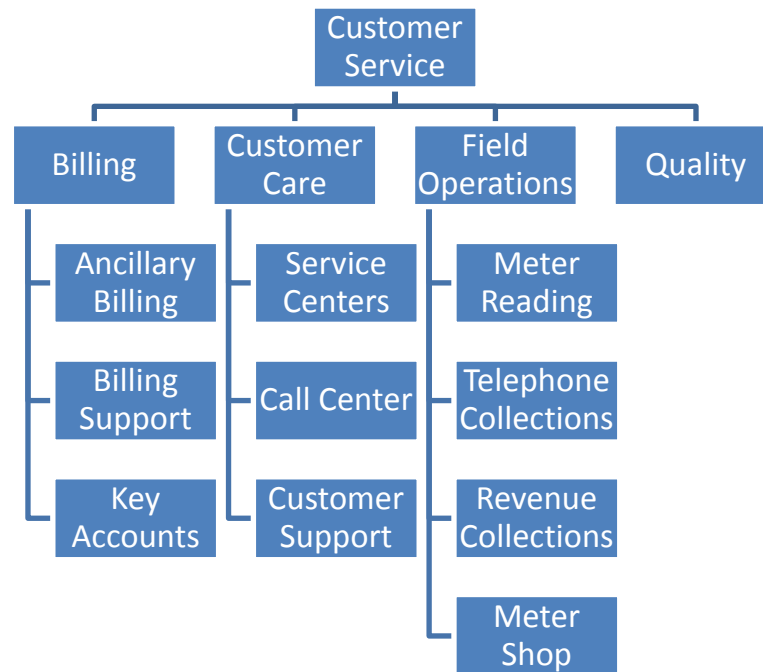 Customer
Service
Billing
Customer
Care
Field
Operations
Quality
Ancillary
Billing
Service
Centers
Meter
Reading
Billing
Support
Call Center
Telephone
Collections
Key
Accounts
Customer
Support
Revenue
Collections
Meter
Shop